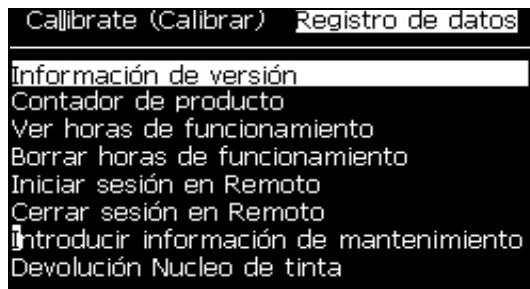 Calibrate (Calibrar) Registro de datos
Información de versión
Contador de producto
Ver horas de funcionamiento
Borrar horas de funcionamiento
Iniciar sesión en Remoto
Cerrar sesión en Remoto
Introducir información de mantenimiento
Devolución Nucleo de tinta